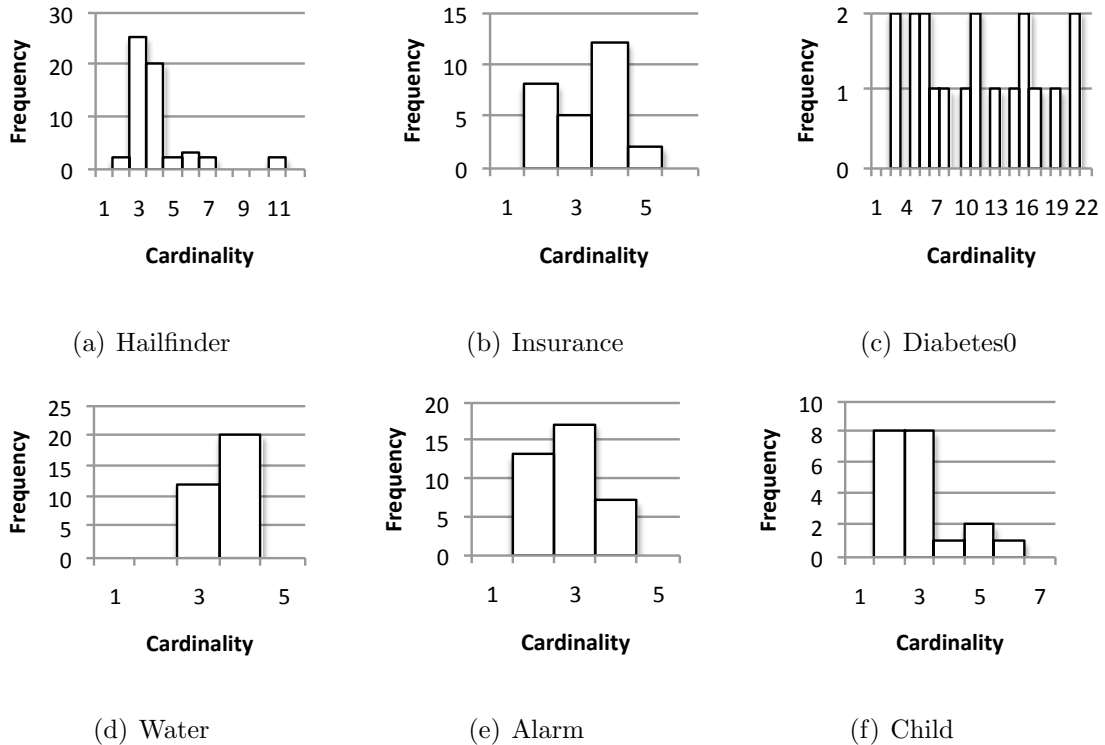 Frequency
30
20
10
0
1 3 5 7 9 11
Cardinality
(a) Hailfinder
Frequency
15
10
5
0
1 3 5
Cardinality
(b) Insurance
Frequency
2
1
0
1 4 7 10 13 16 19 22
Cardinality
(c) Diabetes0
Frequency
25
20
15
10
5
0
1 3 5
Cardinality
(d) Water
Frequency
20
15
10
5
0
1 3 5
Cardinality
(e) Alarm
Frequency
10
8
6
4
2
0
1 3 5 7
Cardinality
(f) Child